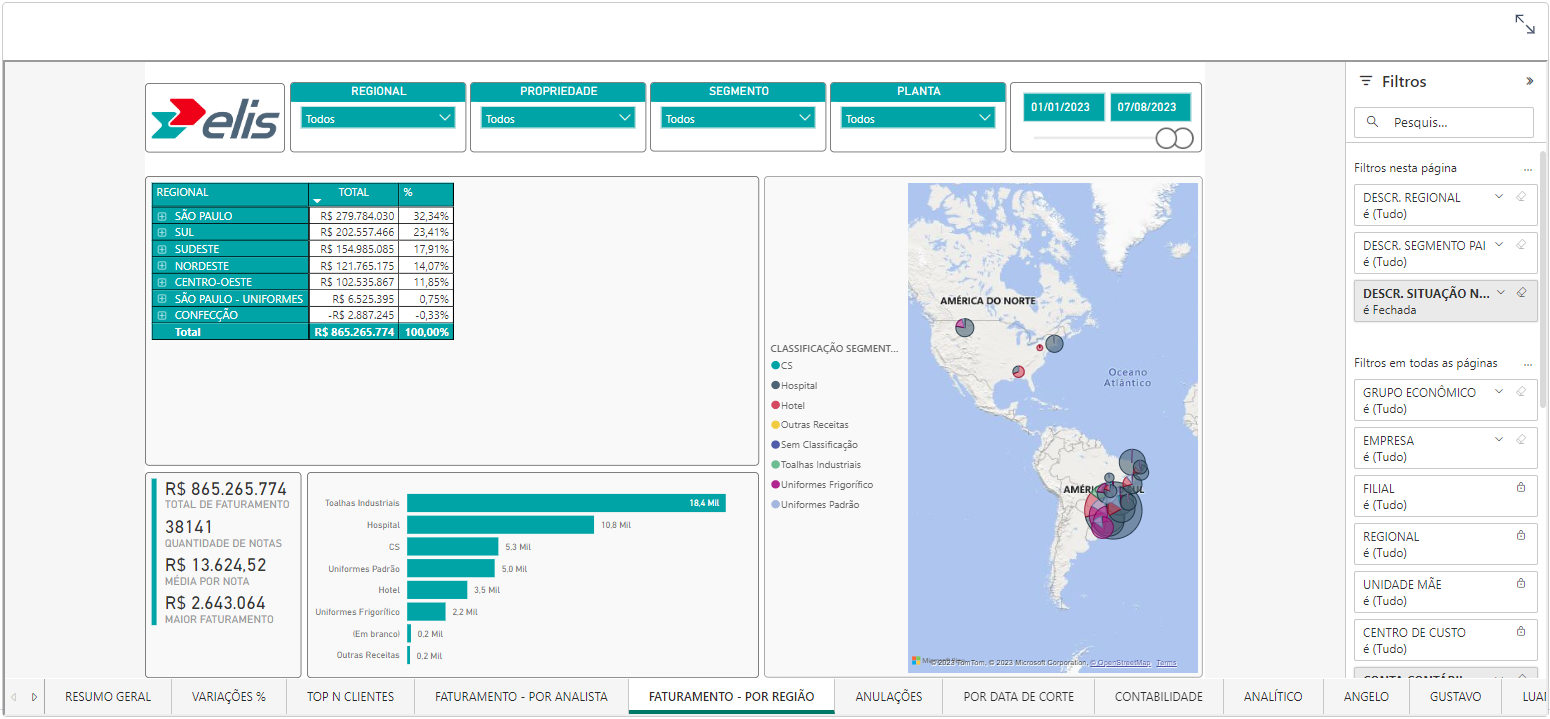 elis
REGIONAL
Todos
PROPRIEDADE
Todos
SEGMENTO
Todos
PLANTA
Todos
01/01/2023 07/08/2023
REGIONAL TOTAL %
SÃO PAULO R$ 279.784.030 32,34%
SUL R$ 202.557.466 23,41%
SUDESTE R$ 154.985.085 17,91%
NORDESTE R$ 121.765.175 14,07%
CENTRO-OESTE R$ 102.535.867 11,85%
SÃO PAULO - UNIFORMES R$ 6.525.395 0,75%
CONFECÇÃO -R$ 2.887.245 -0,33%
Total R$ 865.265.774 100,00%
R$ 865.265.774
TOTAL DE FATURAMENTO
38141
QUANTIDADE DE NOTAS
R$ 13.624,52
MÉDIA POR NOTA
R$ 2.643.064
MAIOR FATURAMENTO
Toalhas Industriais 18,4 Mil
Hospital 10,8 Mil
CS 5,3 Mil
Uniformes Padrão 5,0 Mil
Hotel 3,5 Mil
Uniformes Frigorífico 2,2 Mil
(Em branco) 0,2 Mil
Outras Receitas 0,2 Mil
CLASSIFICAÇÃO SEGMENT...
CS
Hospital
Hotel
Outras Receitas
Sem Classificação
Toalhas Industriais
Uniformes Frigorífico
Uniformes Padrão
AMÉRICA DO NORTE
Oceano
Atlântico
© 2023 TomTom, © 2023 Microsoft Corporation, © OpenStreetMap Terms
Filtros
Pesquis...
Filtros nesta página ...
DESCR. REGIONAL
é (Tudo)
DESCR. SEGMENTO PAI
é (Tudo)
DESCR. SITUAÇÃO N...
é Fechada
Filtros em todas as páginas ...
GRUPO ECONÔMICO
é (Tudo)
EMPRESA
é (Tudo)
FILIAL
é (Tudo)
REGIONAL
é (Tudo)
UNIDADE MÃE
é (Tudo)
CENTRO DE CUSTO
é (Tudo)
RESUMO GERAL
VARIAÇÕES %
TOP N CLIENTES
FATURAMENTO - POR ANALISTA
FATURAMENTO - POR REGIÃO
ANULAÇÕES
POR DATA DE CORTE
CONTABILIDADE
ANALÍTICO
ANGELO
GUSTAVO